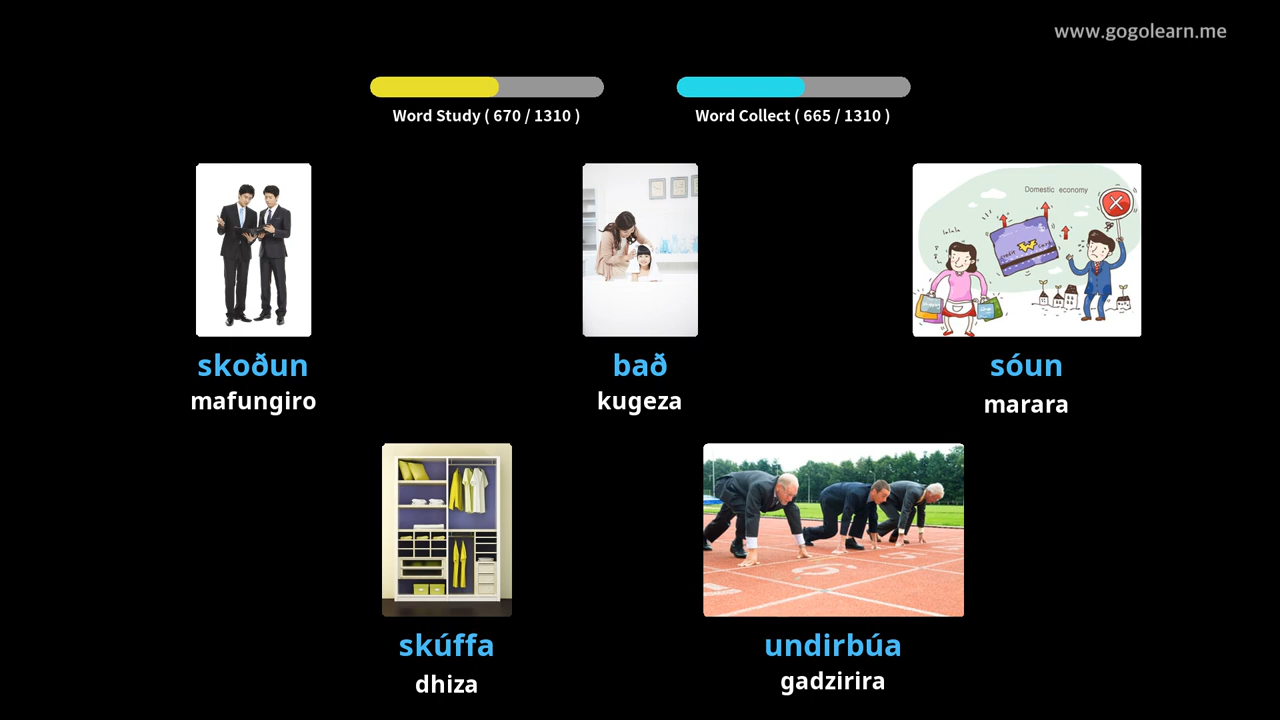 www.gogolearn.me
Word Study ( 670 / 1310 )
Word Collect ( 665 / 1310 )
Domestic economy
lalala
skoðun
mafungiro
bað
kugeza
sóun
marara
skúffa
dhiza
undirbúa
gadzirira